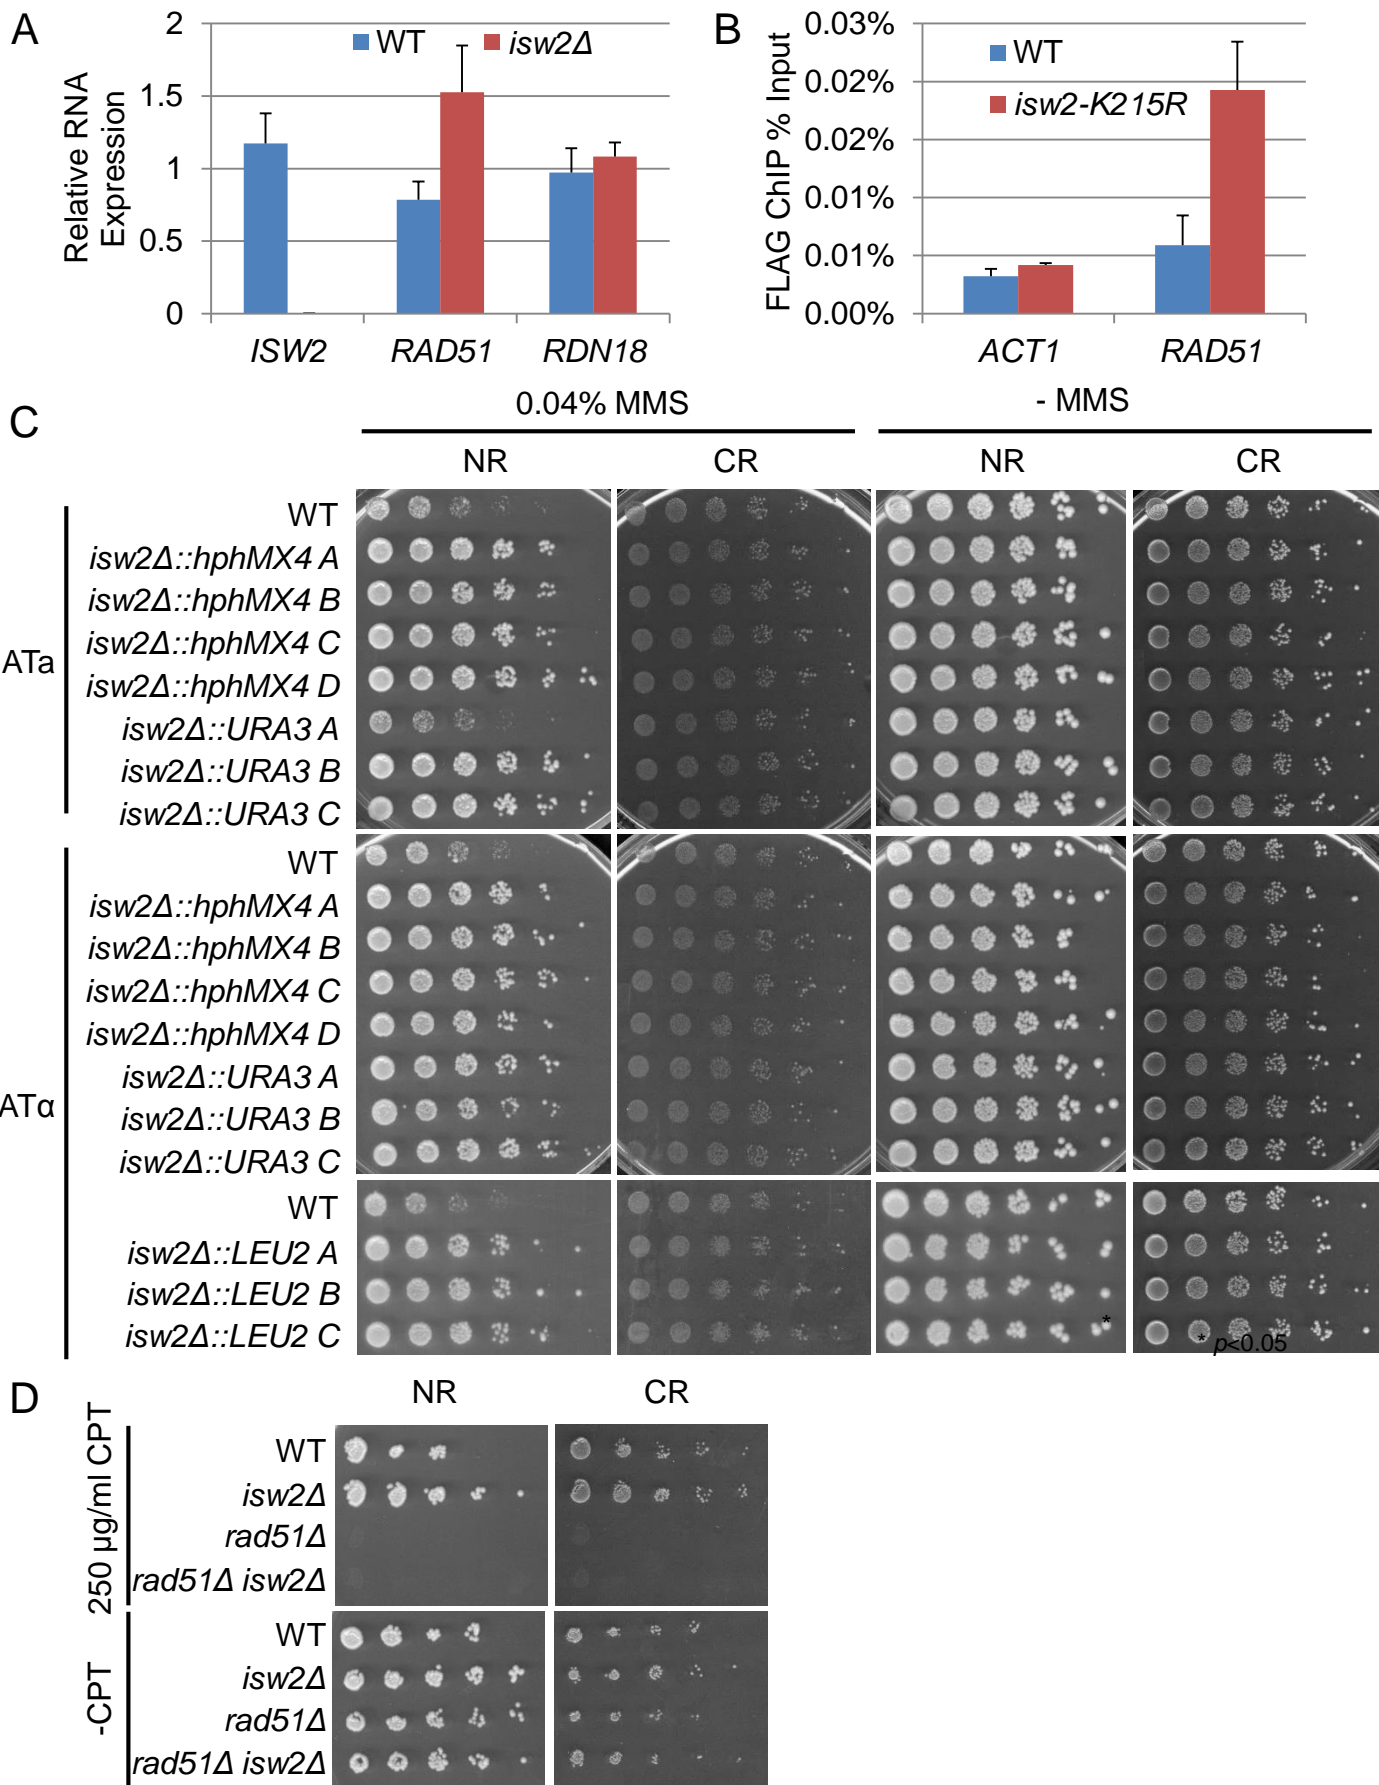 A
2
1.5
1
0.5
0
Relative RNA
Expression
WT
isw2Δ
ISW2
RAD51
RDN18
B
0.03%
0.02%
0.02%
0.01%
0.01%
0.00%
FLAG ChIP % Input
WT
isw2-K215R
ACT1
RAD51
C
0.04% MMS
- MMS
NR
CR
NR
CR
ATa
WT
isw2Δ::hphMX4 A
isw2Δ::hphMX4 B
isw2Δ::hphMX4 C
isw2Δ::hphMX4 D
isw2Δ::URA3 A
isw2Δ::URA3 B
isw2Δ::URA3 C
ATα
WT
isw2Δ::hphMX4 A
isw2Δ::hphMX4 B
isw2Δ::hphMX4 C
isw2Δ::hphMX4 D
isw2Δ::URA3 A
isw2Δ::URA3 B
isw2Δ::URA3 C
WT
isw2Δ::LEU2 A
isw2Δ::LEU2 B
isw2Δ::LEU2 C
*
* p<0.05
D
NR
CR
250 µg/ml CPT
WT
isw2Δ
rad51Δ
rad51Δ isw2Δ
-CPT
WT
isw2Δ
rad51Δ
rad51Δ isw2Δ